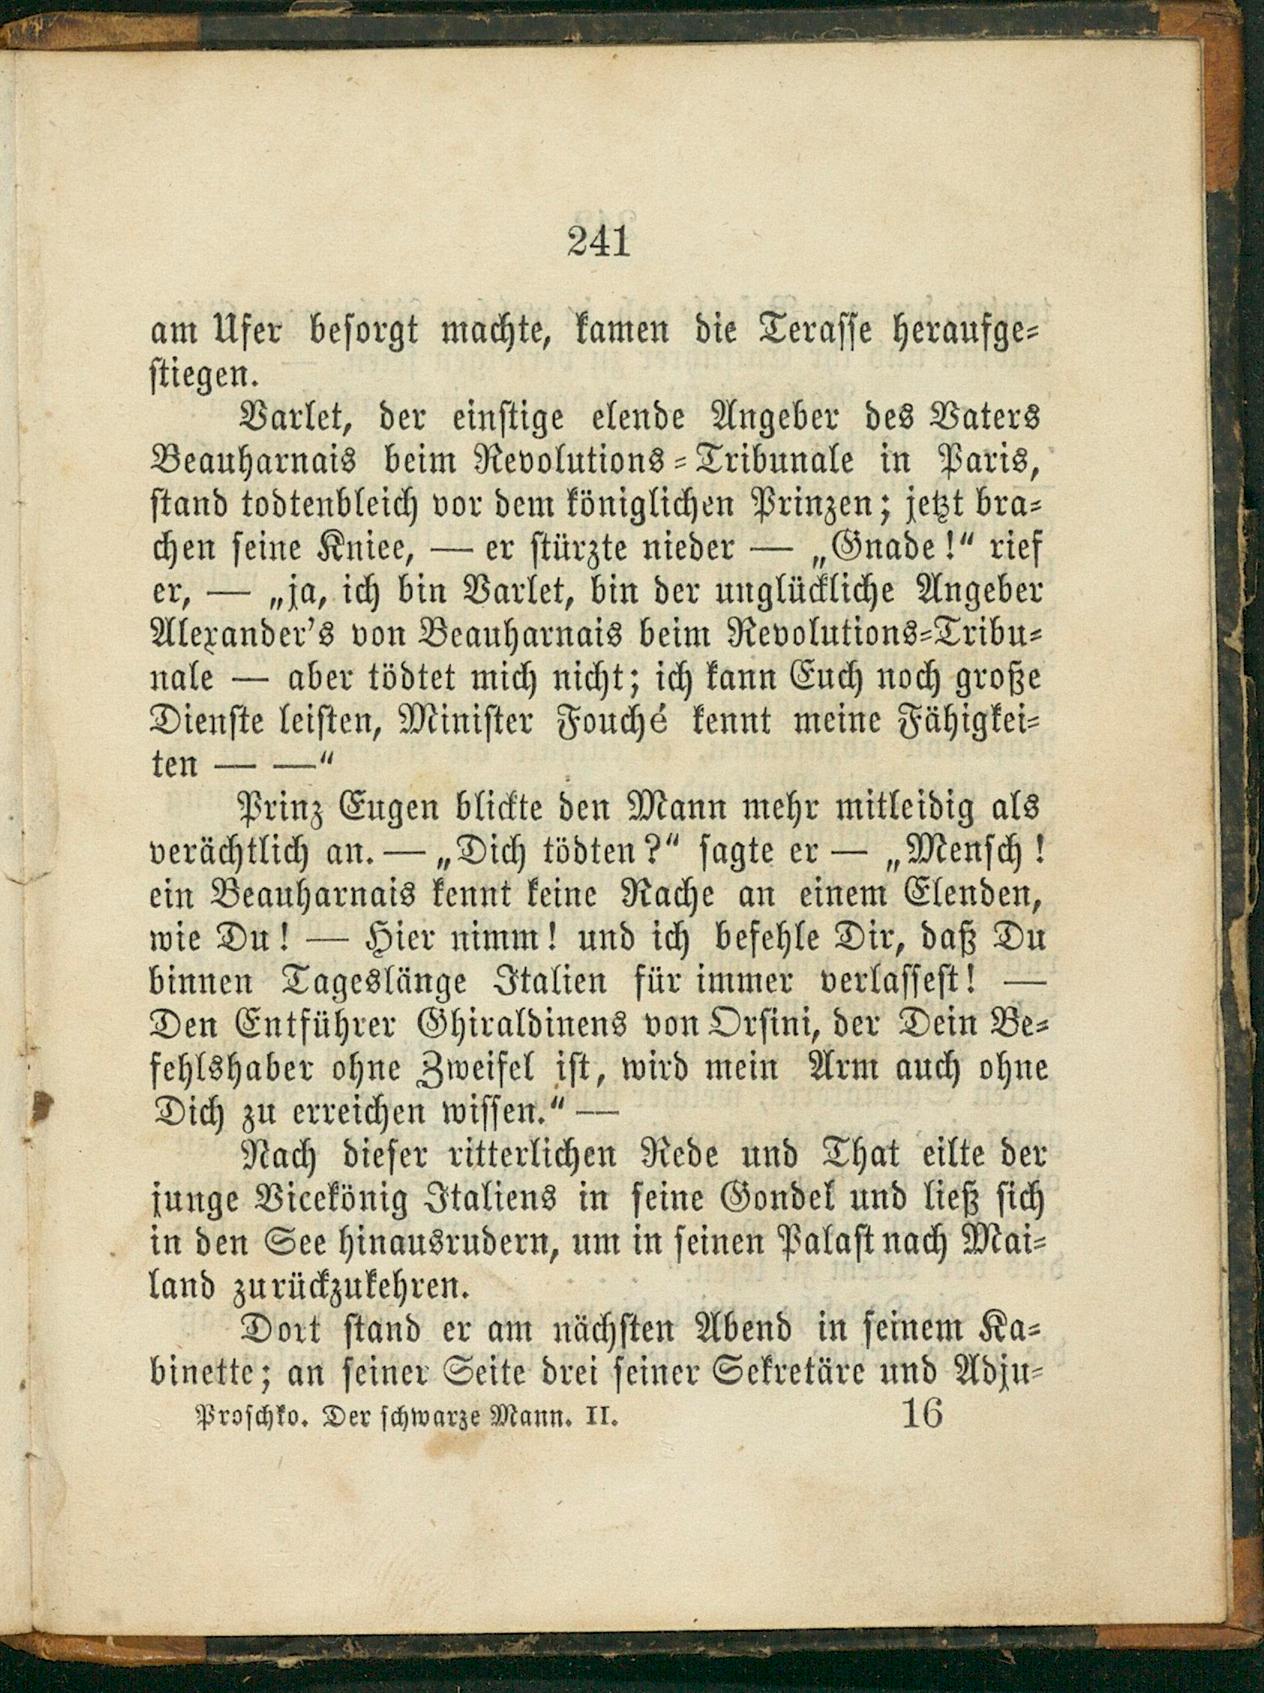 241
am Ufer besorgt machte, kamen die Terasse heraufge-
stiegen.
Varlet, der einstige elende Angeber des Vaters
Beauharnais beim Revolutions-Tribunale in Paris,
stand todtenbleich vor dem königlichen Prinzen; jetzt bra-
chen seine Kniee, — er stürzte nieder — „Gnade!“ rief
er, — „ja, ich bin Varlet, bin der unglückliche Angeber
Alexander's von Beauharnais beim Revolutions-Tribu-
nale — aber tödtet mich nicht; ich kann Euch noch große
Dienste leisten, Minister Fouché kennt meine Fähigkei-
ten — —“
Prinz Eugen blickte den Mann mehr mitleidig als
verächtlich an. — „Dich tödten?“ sagte er — „Mensch!
ein Beauharnais kennt keine Rache an einem Elenden,
wie Du! — Hier nimm! und ich befehle Dir, daß Du
binnen Tageslänge Italien für immer verlassest! —
Den Entführer Ghiraldinens von Orsini, der Dein Be-
fehlshaber ohne Zweifel ist, wird mein Arm auch ohne
Dich zu erreichen wissen.“ —
Nach dieser ritterlichen Rede und That eilte der
junge Vicekönig Italiens in seine Gondel und ließ sich
in den See hinausrudern, um in seinen Palast nach Mai-
land zurückzukehren.
Dort stand er am nächsten Abend in seinem Ka-
binette; an seiner Seite drei seiner Sekretäre und Adju-
Proschko. Der schwarze Mann. II. 16